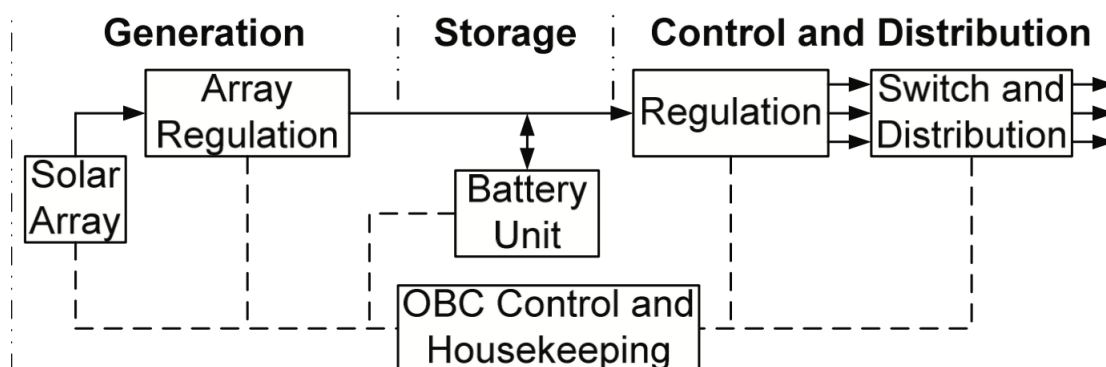 Generation
Storage
Control and Distribution
Array
Regulation
Regulation
Switch and
Distribution
Solar
Array
Battery
Unit
OBC Control and
Housekeeping